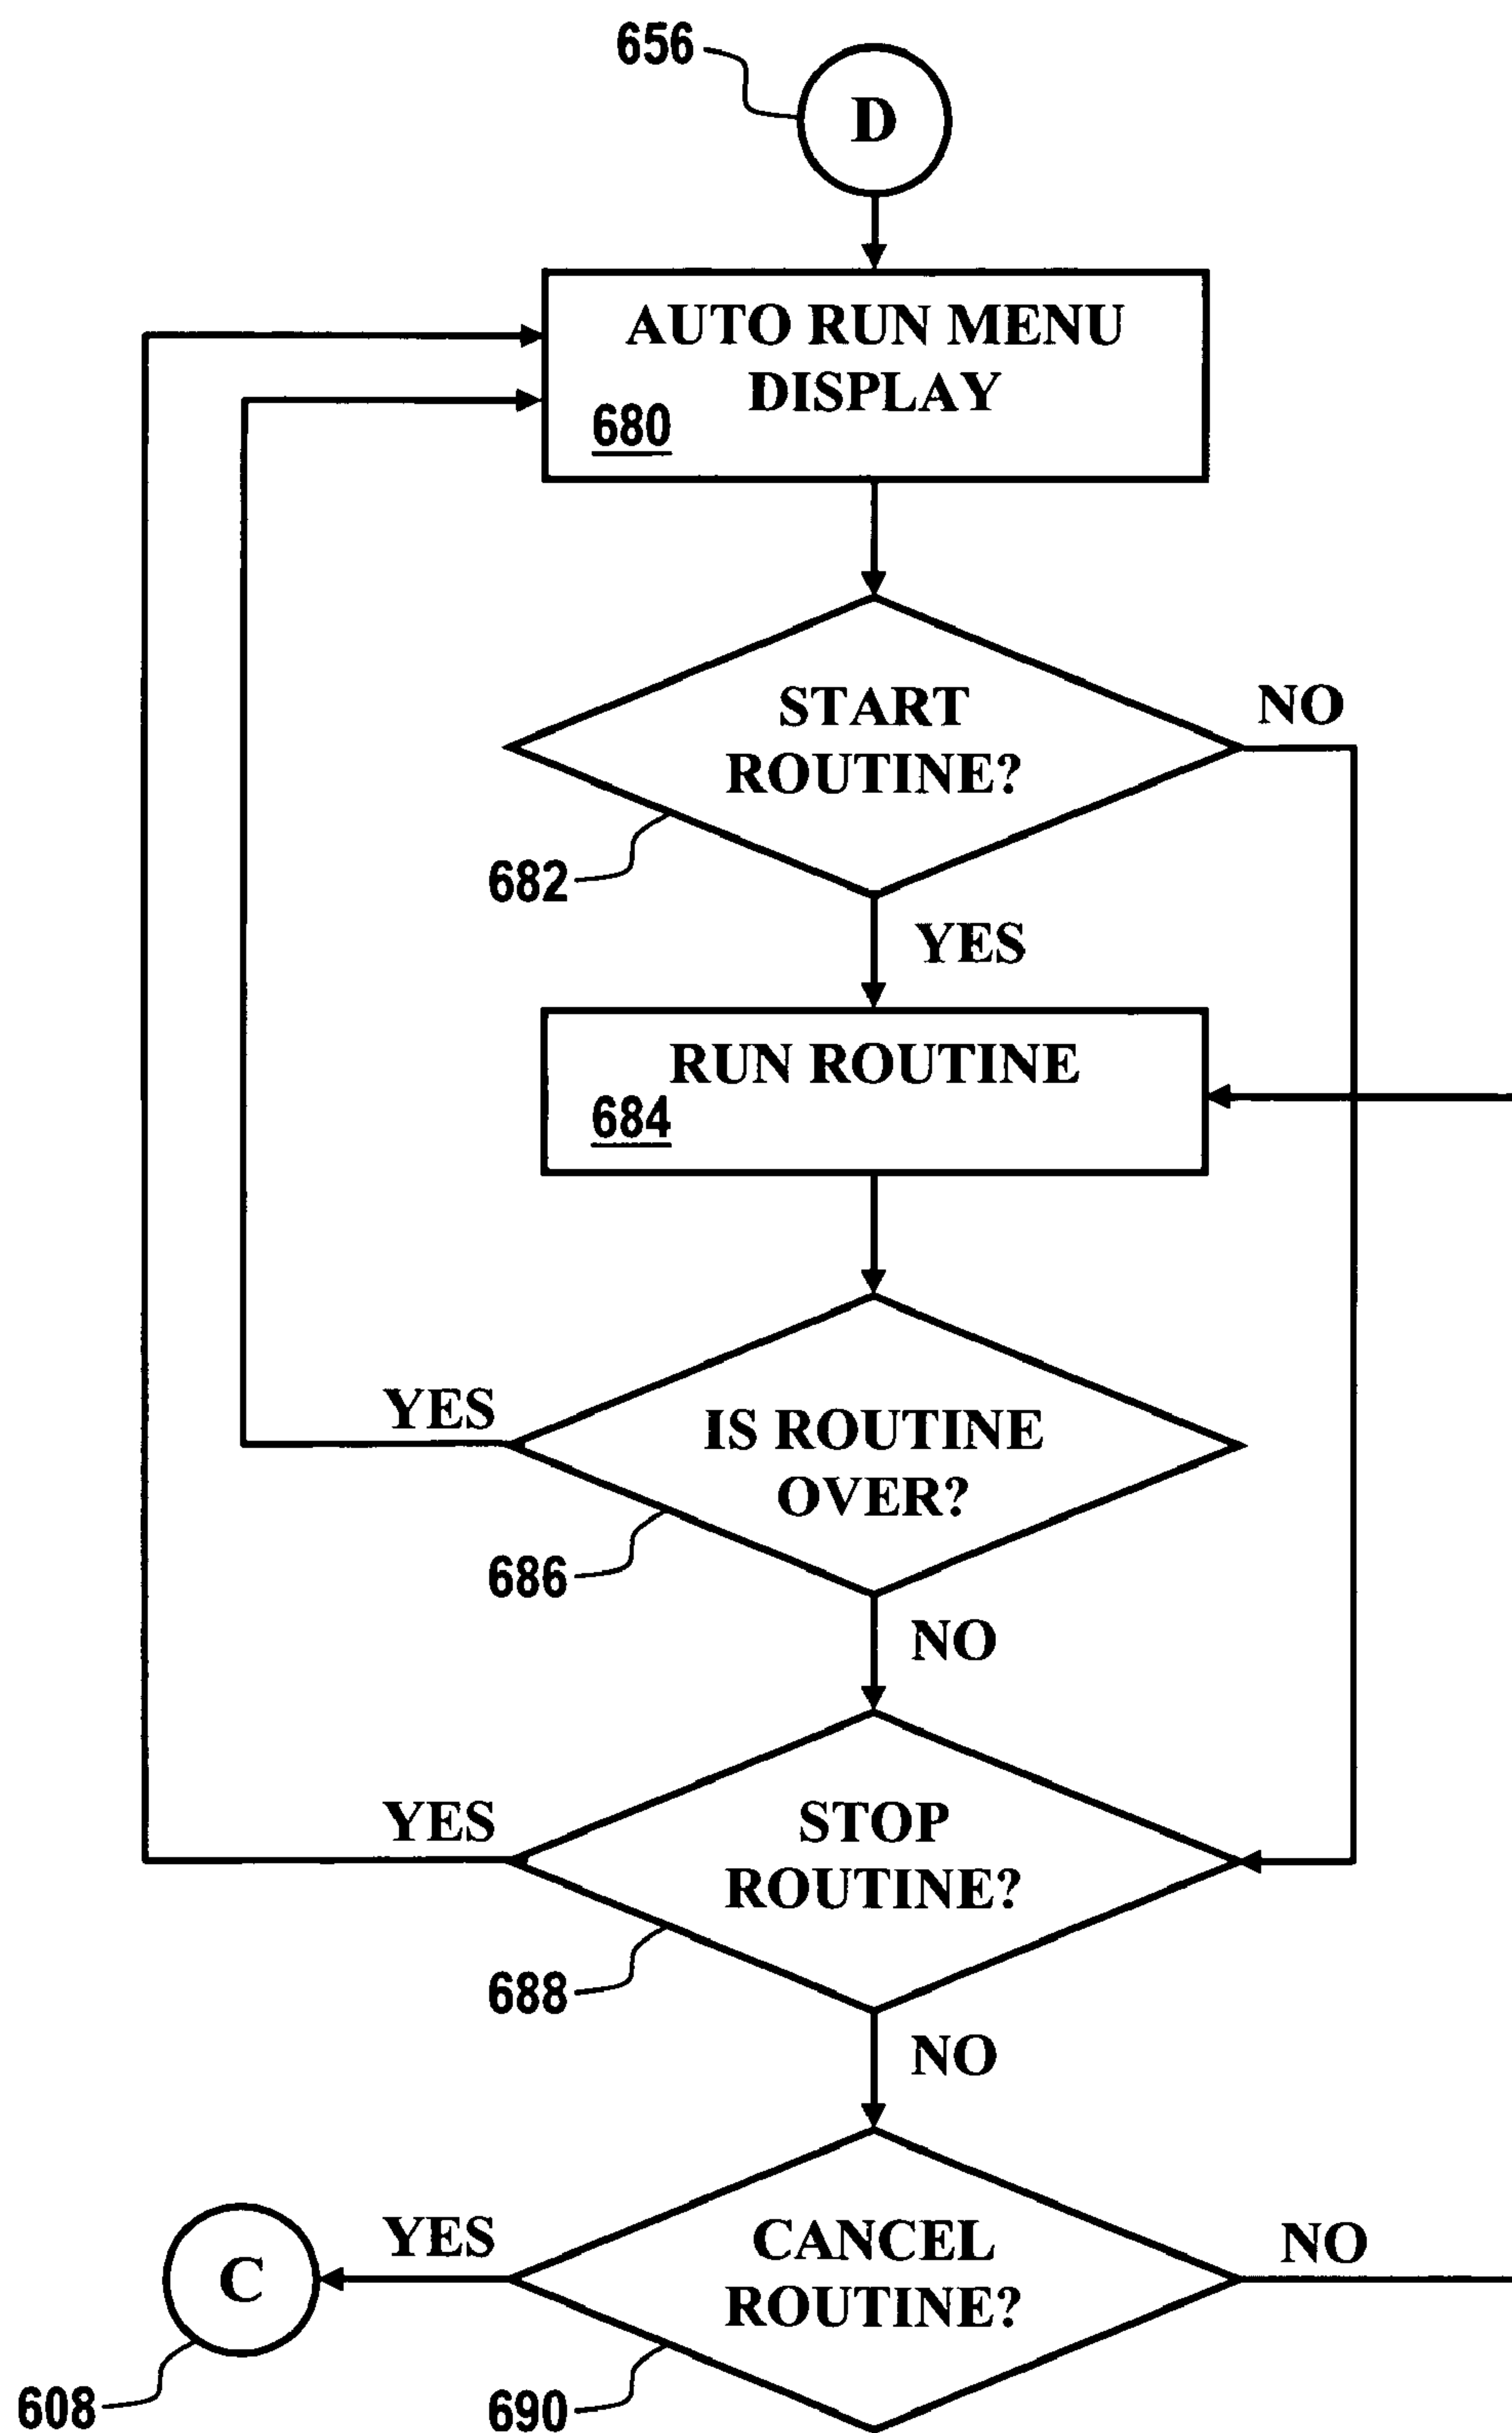 656
D
AUTO RUN MENU
DISPLAY
680
START
ROUTINE?
NO
682
YES
RUN ROUTINE
684
YES
IS ROUTINE
OVER?
686
NO
YES
STOP
ROUTINE?
688
NO
YES
CANCEL
ROUTINE?
NO
C
608
690